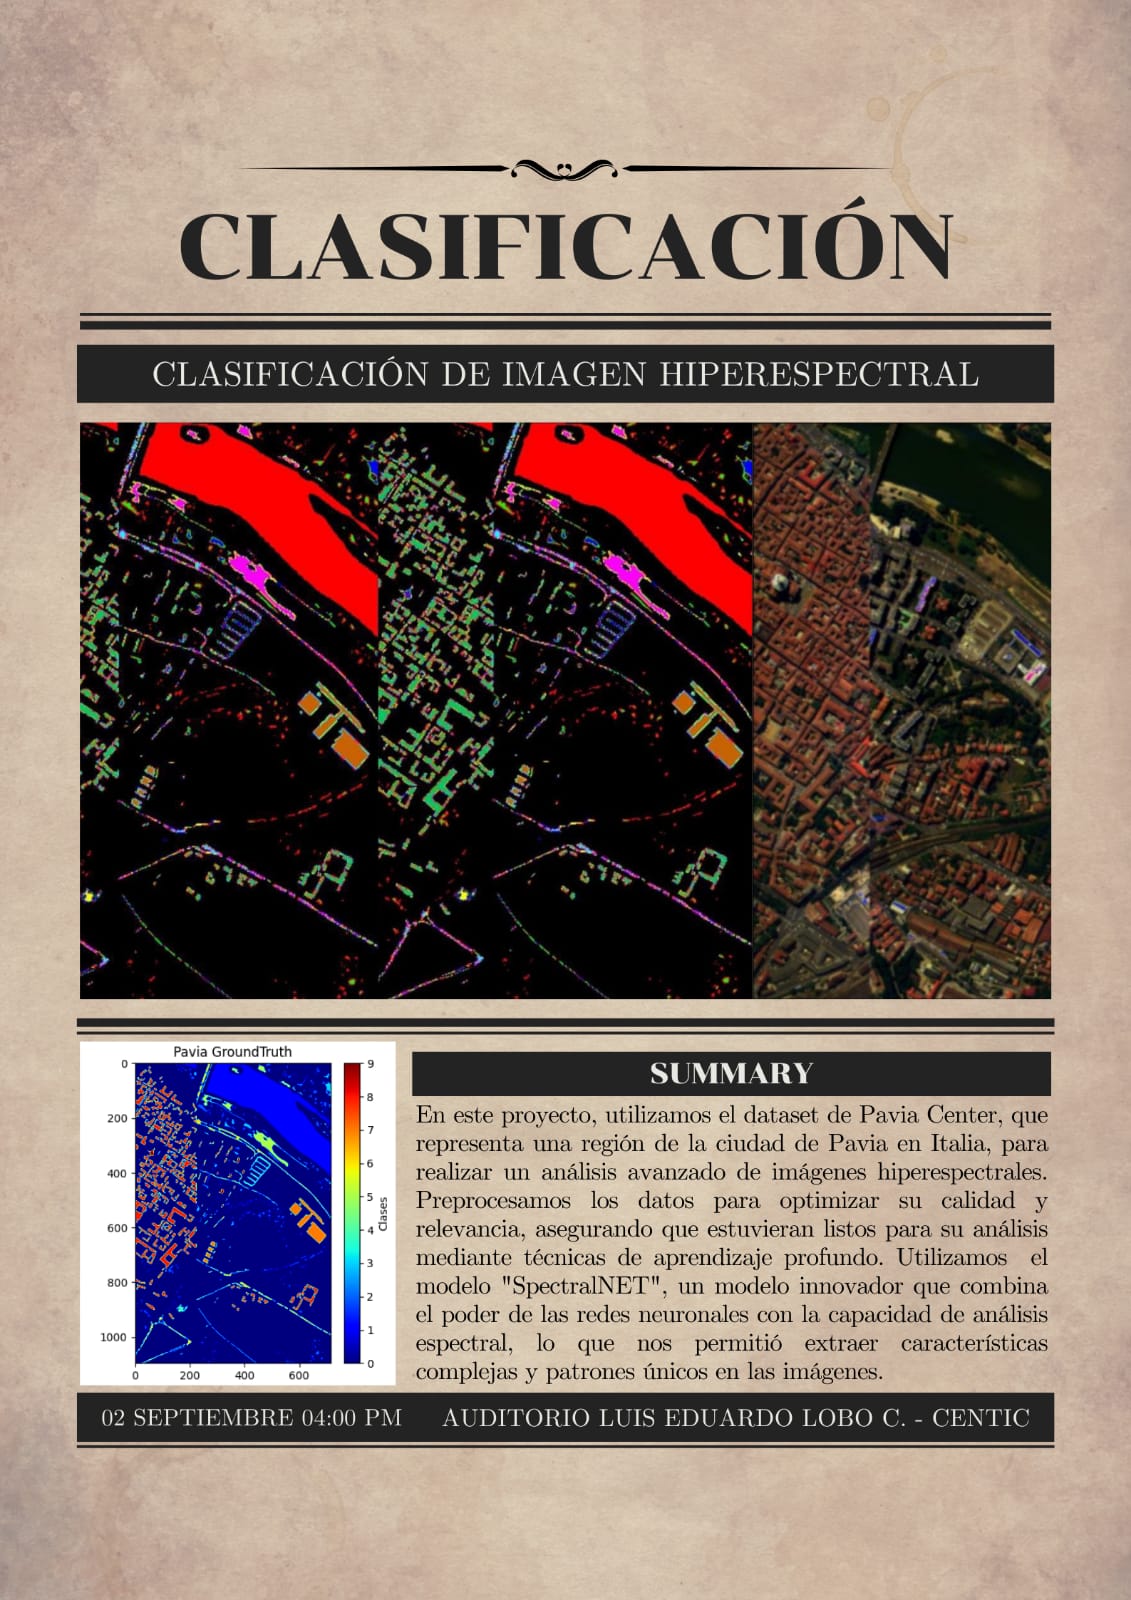 CLASIFICACIÓN
CLASIFICACIÓN DE IMAGEN HIPERESPECTRAL
Pavia GroundTruth
0
200
400
600
800
1000
0 200 400 600
9
8
7
6
5
4
3
2
1
0
Clases
SUMMARY
En este proyecto, utilizamos el dataset de Pavia Center, que
representa una región de la ciudad de Pavia en Italia, para
realizar un análisis avanzado de imágenes hiperespectrales.
Preprocesamos los datos para optimizar su calidad y
relevancia, asegurando que estuvieran listos para su análisis
mediante técnicas de aprendizaje profundo. Utilizamos el
modelo "SpectralNET", un modelo innovador que combina
el poder de las redes neuronales con la capacidad de análisis
espectral, lo que nos permitió extraer características
complejas y patrones únicos en las imágenes.
02 SEPTIEMBRE 04:00 PM AUDITORIO LUIS EDUARDO LOBO C. - CENTIC